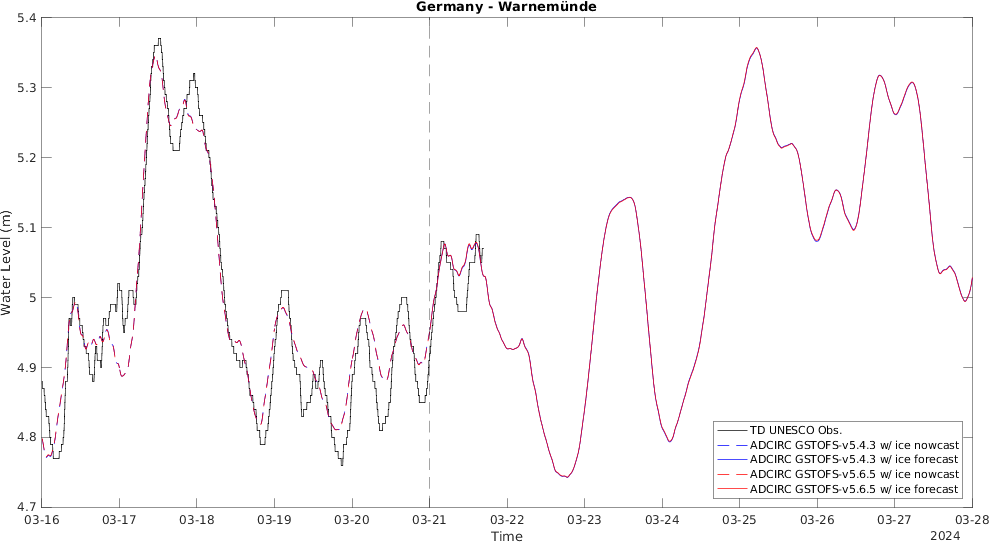 Germany - Warnemünde
Water Level (m)
5.4
5.3
5.2
5.1
5
4.9
4.8
4.7
TD UNESCO Obs.
ADCIRC GSTOFS-v5.4.3 w/ ice nowcast
ADCIRC GSTOFS-v5.4.3 w/ ice forecast
ADCIRC GSTOFS-v5.6.5 w/ ice nowcast
ADCIRC GSTOFS-v5.6.5 w/ ice forecast
03-16 03-17 03-18 03-19 03-20 03-21 03-22 03-23 03-24 03-25 03-26 03-27 03-28
Time
2024